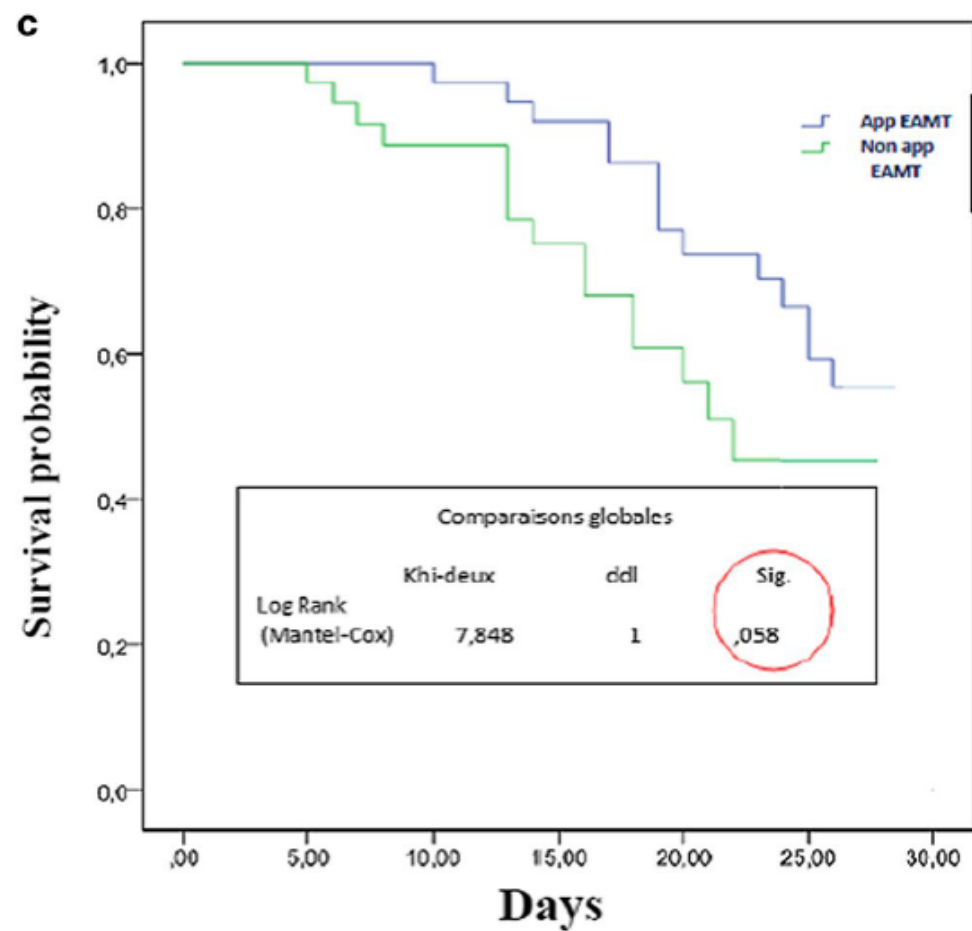 c
1,0
0,8
0,6
0,4
0,2
0,0
Survival probability
App EAMT
Non app
EAMT
Comparaisons globales
Khi-deux ddl Sig.
Log Rank
(Mantel-Cox) 7,848 1 ,058
,00 5,00 10,00 15,00 20,00 25,00 30,00
Days